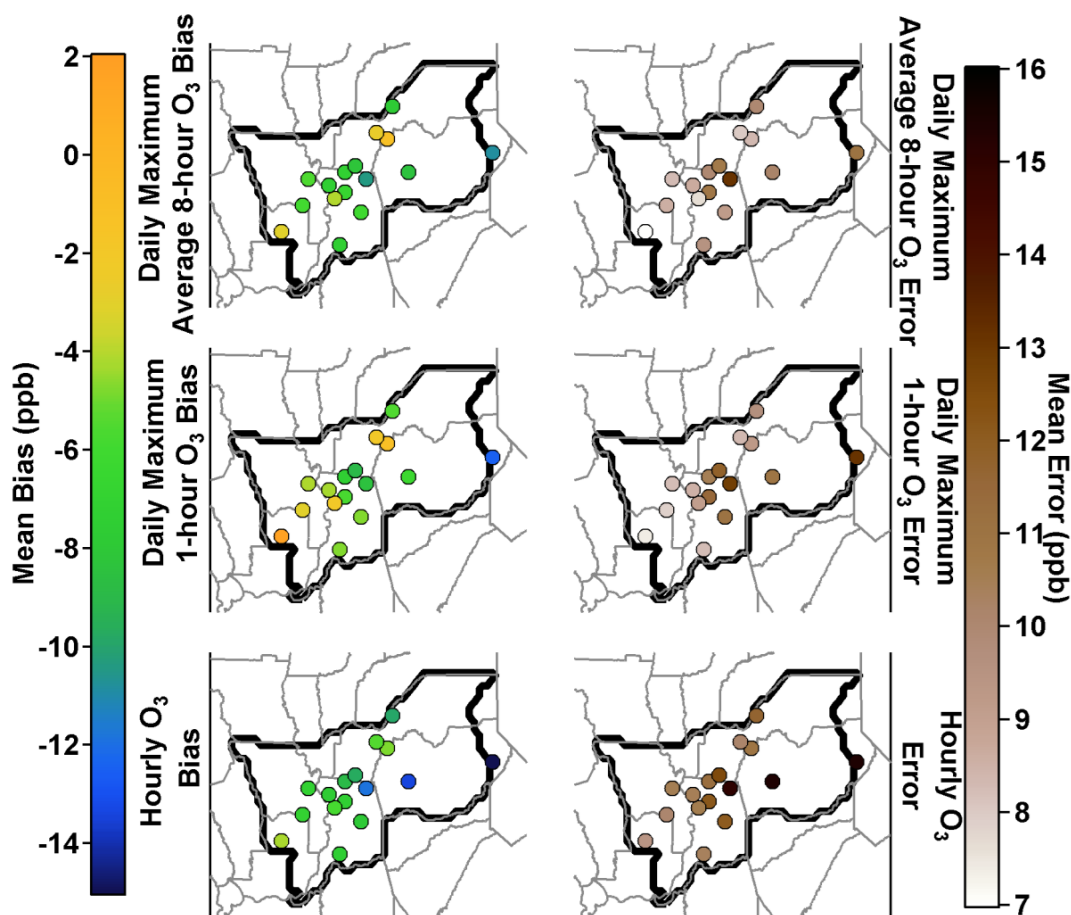 Mean Bias (ppb)
2
0
-2
-4
-6
-8
-10
-12
-14
Daily Maximum
Average 8-hour O₃ Bias
Daily Maximum
Average 8-hour O₃ Error
Daily Maximum
1-hour O₃ Bias
Daily Maximum
1-hour O₃ Error
Hourly O₃
Bias
Hourly O₃
Error
16
15
14
13
12
11
10
9
8
7
Mean Error (ppb)